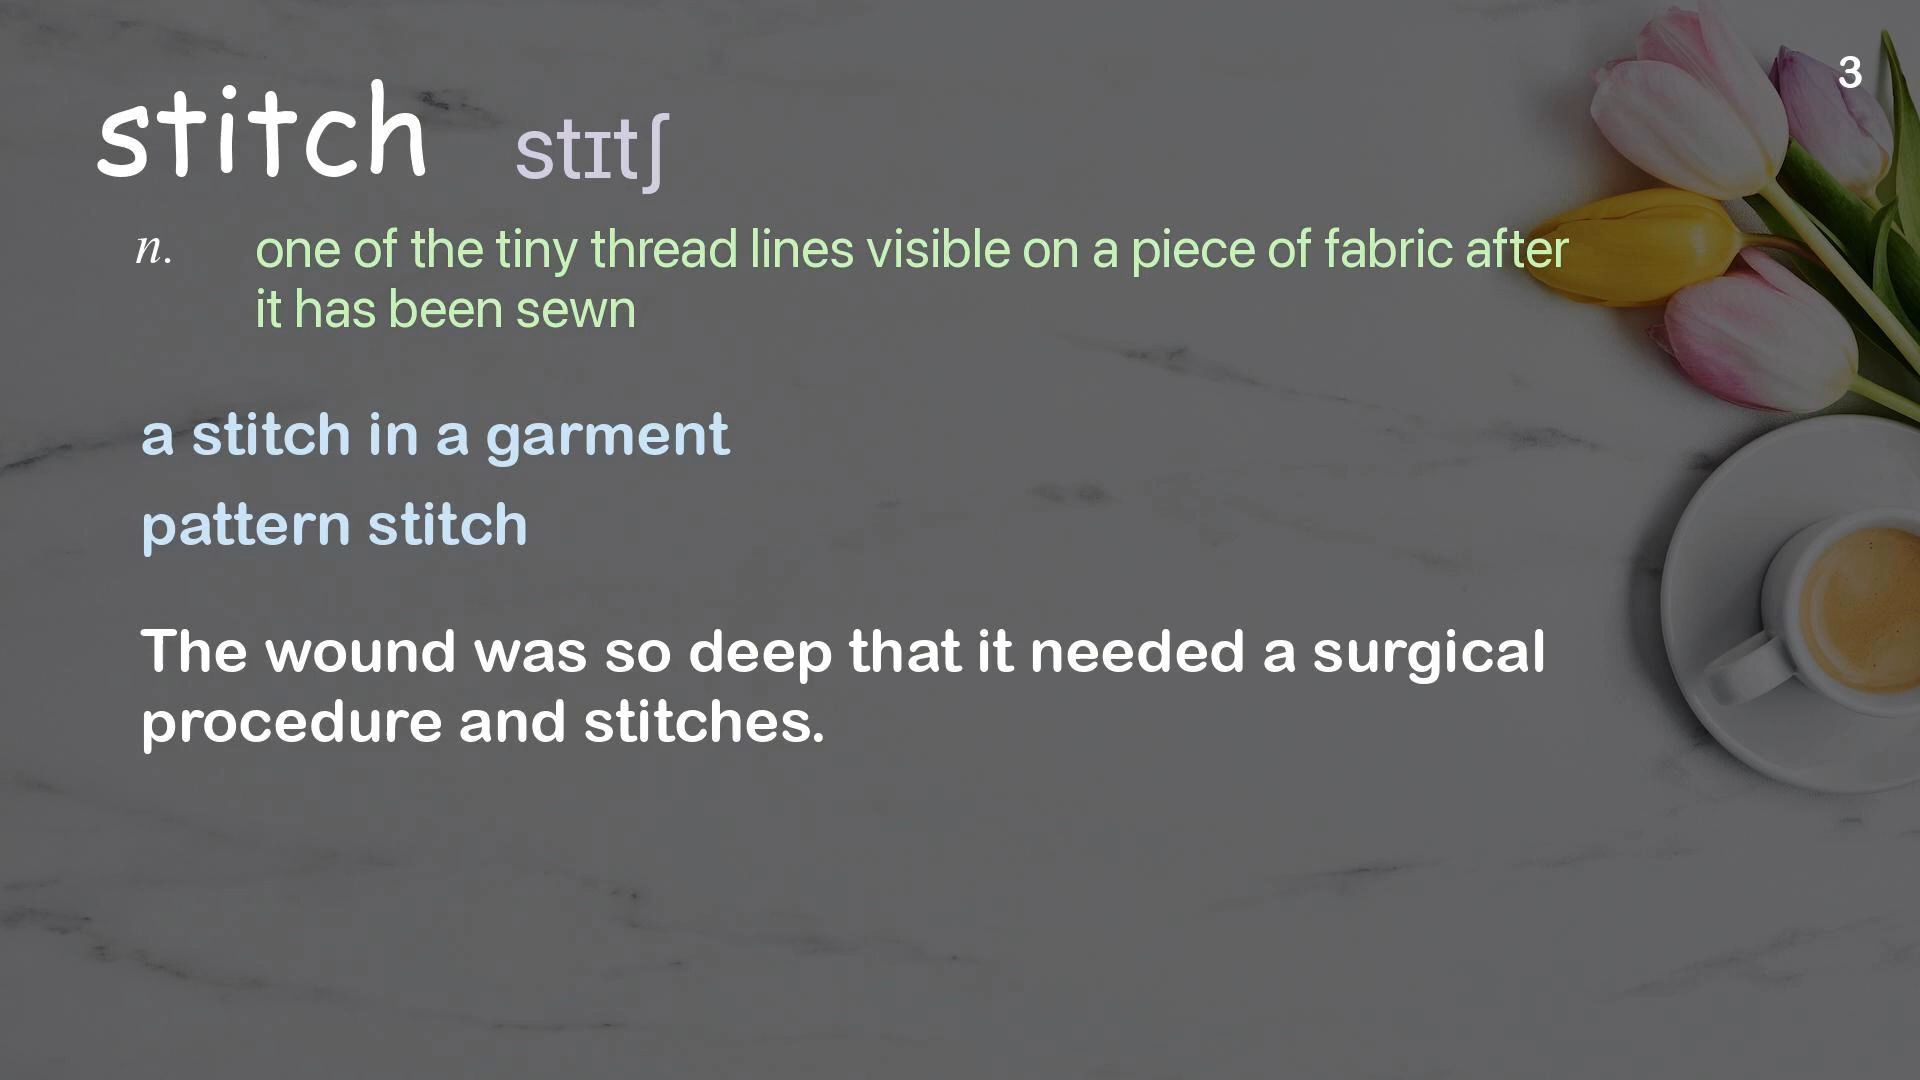 3
stitch stɪtʃ
n. one of the tiny thread lines visible on a piece of fabric after
it has been sewn
a stitch in a garment
pattern stitch
The wound was so deep that it needed a surgical
procedure and stitches.